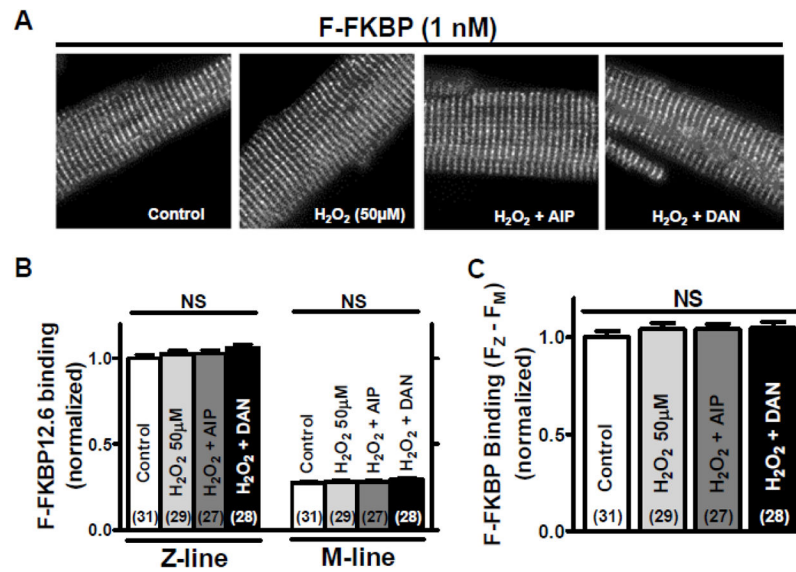 A
F-FKBP (1 nM)
Control
H₂O₂ (50µM)
H₂O₂ + AIP
H₂O₂ + DAN
B
F-FKBP12.6 binding
(normalized)
1.0
0.5
0.0
NS
NS
Control
H₂O₂ 50µM
H₂O₂ + AIP
H₂O₂ + DAN
(31)
(29)
(27)
(28)
Z-line
Control
H₂O₂ 50µM
H₂O₂ + AIP
H₂O₂ + DAN
(31)
(29)
(27)
(28)
M-line
C
F-FKBP Binding (F_Z - F_M)
(normalized)
1.0
0.5
0.0
NS
Control
H₂O₂ 50µM
H₂O₂ + AIP
H₂O₂ + DAN
(31)
(29)
(27)
(28)